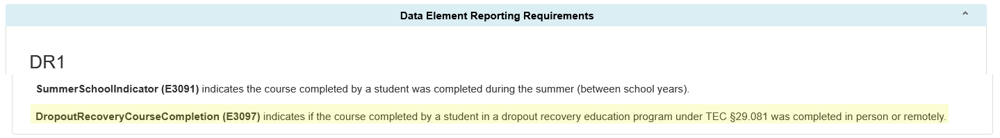 Data Element Reporting Requirements
DR1
SummerSchoolIndicator (E3091) indicates the course completed by a student was completed during the summer (between school years).
DropoutRecoveryCourseCompletion (E3097) indicates if the course completed by a student in a dropout recovery education program under TEC §29.081 was completed in person or remotely.